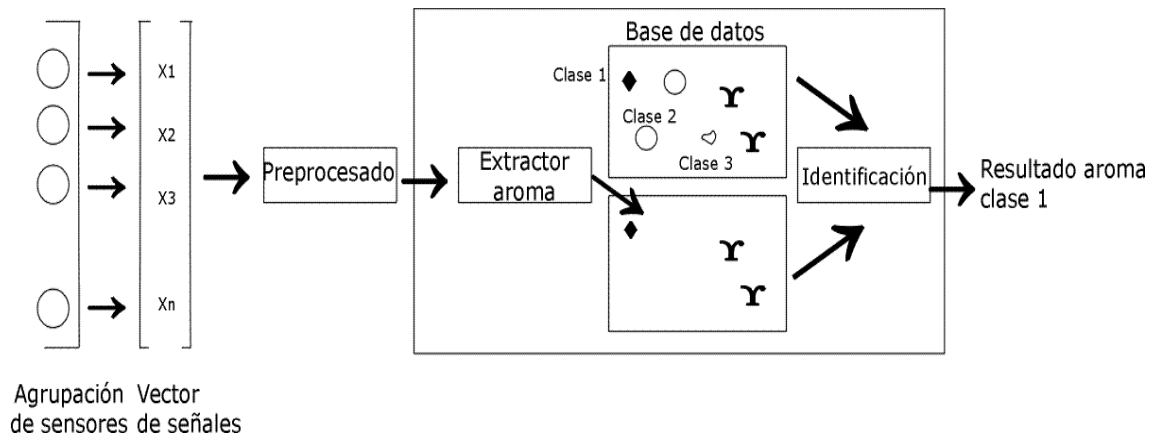 Base de datos
Clase 1
Clase 2
Clase 3
X1
X2
X3
Xn
Preprocesado
Extractor
aroma
Identificación
Resultado aroma
clase 1
Agrupación
de sensores
Vector
de señales